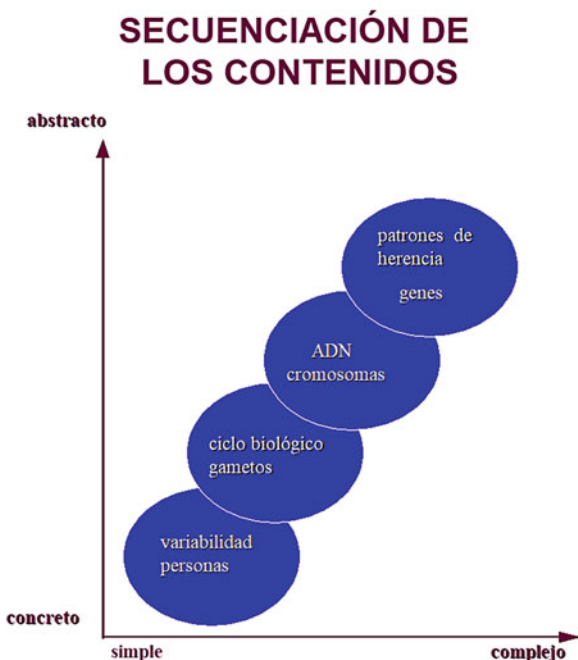 SECUENCIACIÓN DE
LOS CONTENIDOS
abstracto
patrones de
herencia
genes
ADN
cromosomas
ciclo biológico
gametos
variabilidad
personas
concreto
simple
complejo